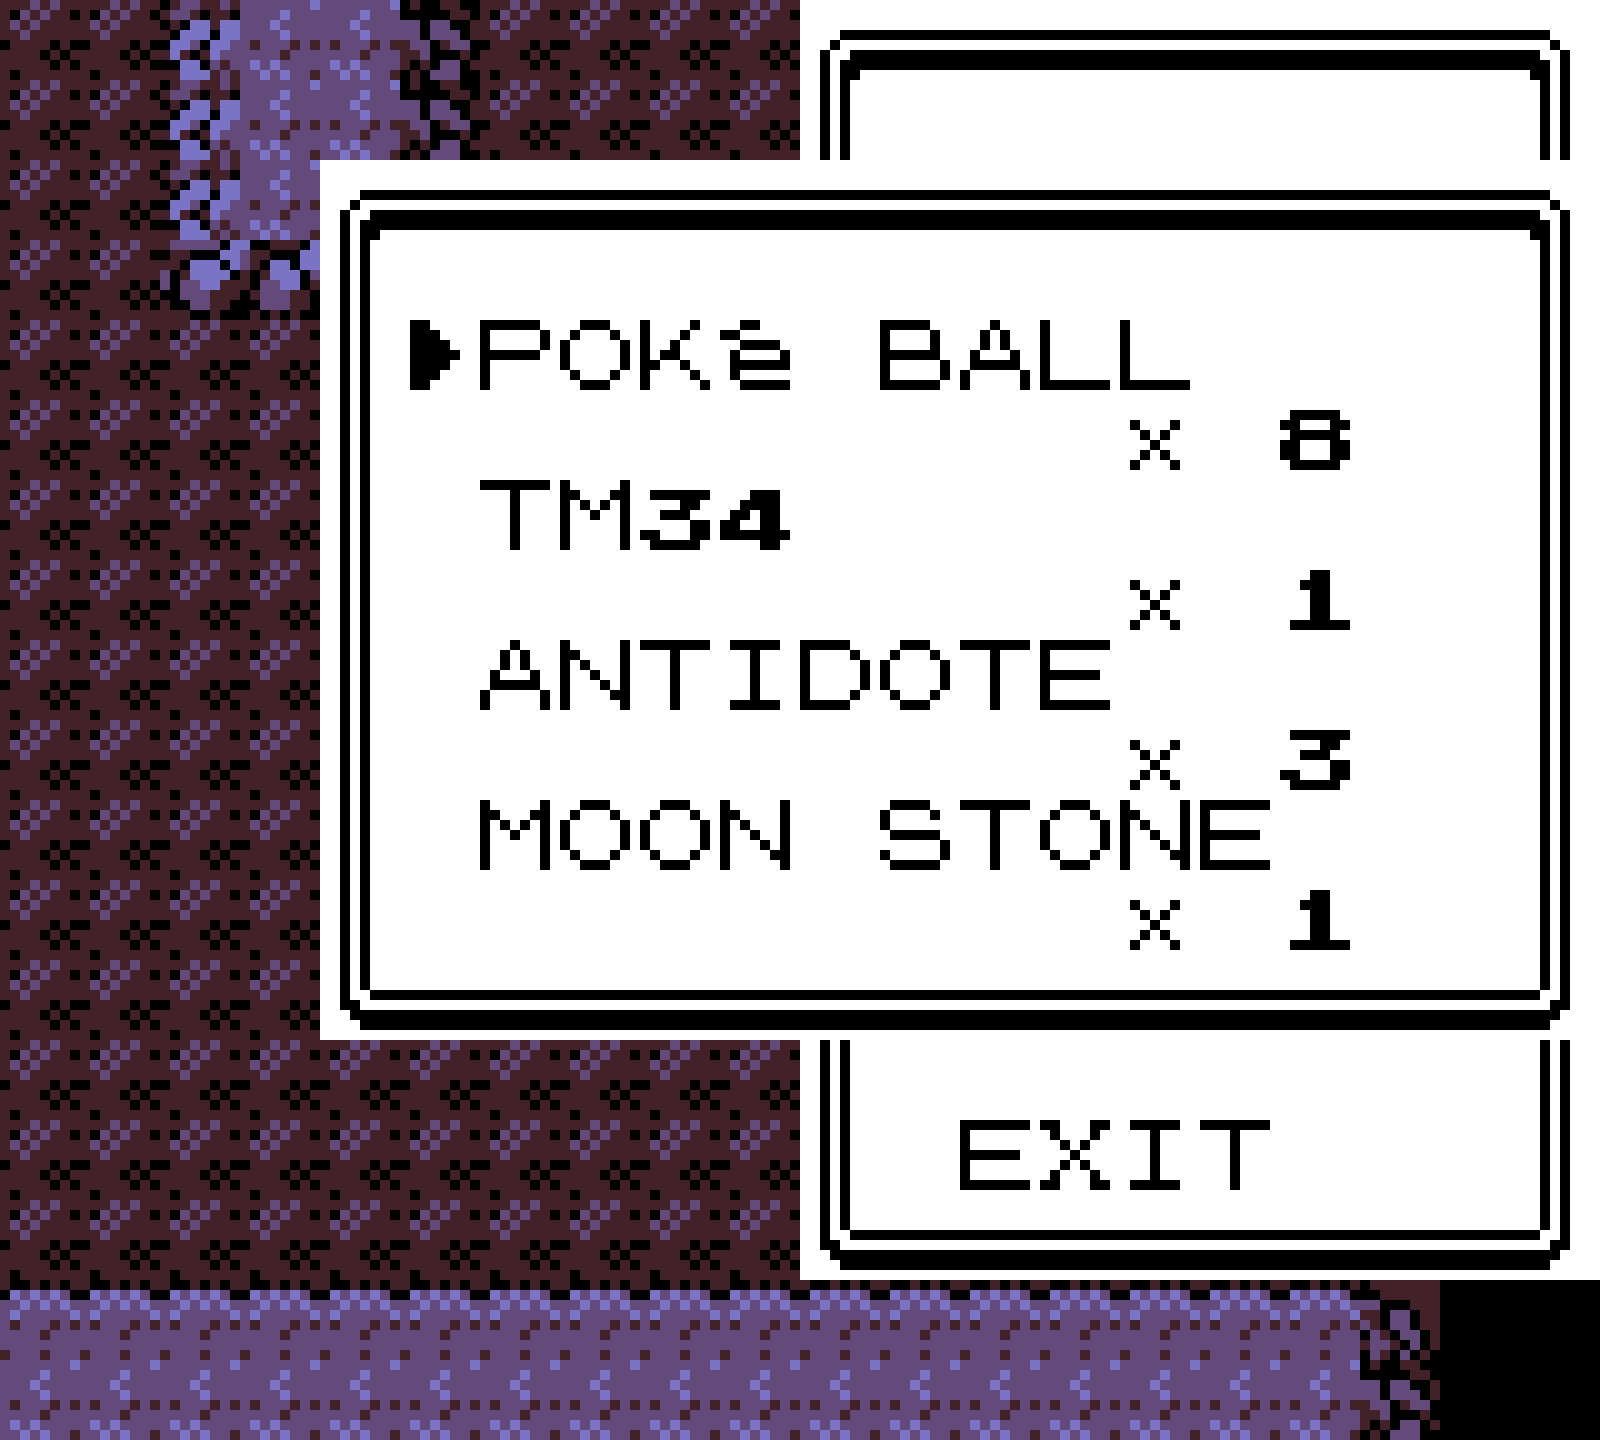 ▶POKé BALL
× 8
TM34
× 1
ANTIDOTE
× 3
MOON STONE
× 1
EXIT